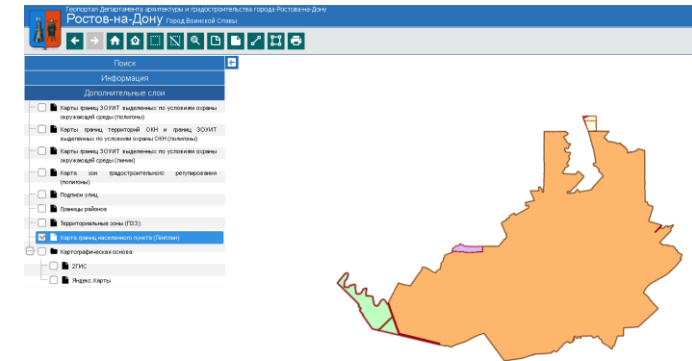 Геопортал Департамента архитектуры и градостроительства города Ростова-на-Дону
Ростов-на-Дону Город Воинской Славы
Поиск
Информация
Дополнительные слои
Карты границ ЗОУИТ выделенных по условиям охраны
окружающей среды (полигоны)
Карты границ территорий ОКН и границ ЗОУИТ
выделенных по условиям охраны ОКН (полигоны)
Карты границ ЗОУИТ выделенных по условиям охраны
окружающей среды (линии)
Карта зон градостроительного регулирования
(полигоны)
Подписи улиц
Границы районов
Территориальные зоны (ПЗЗ)
Карта границ населенного пункта (Генплан)
Картографическая основа
2ГИС
Яндекс.Карты